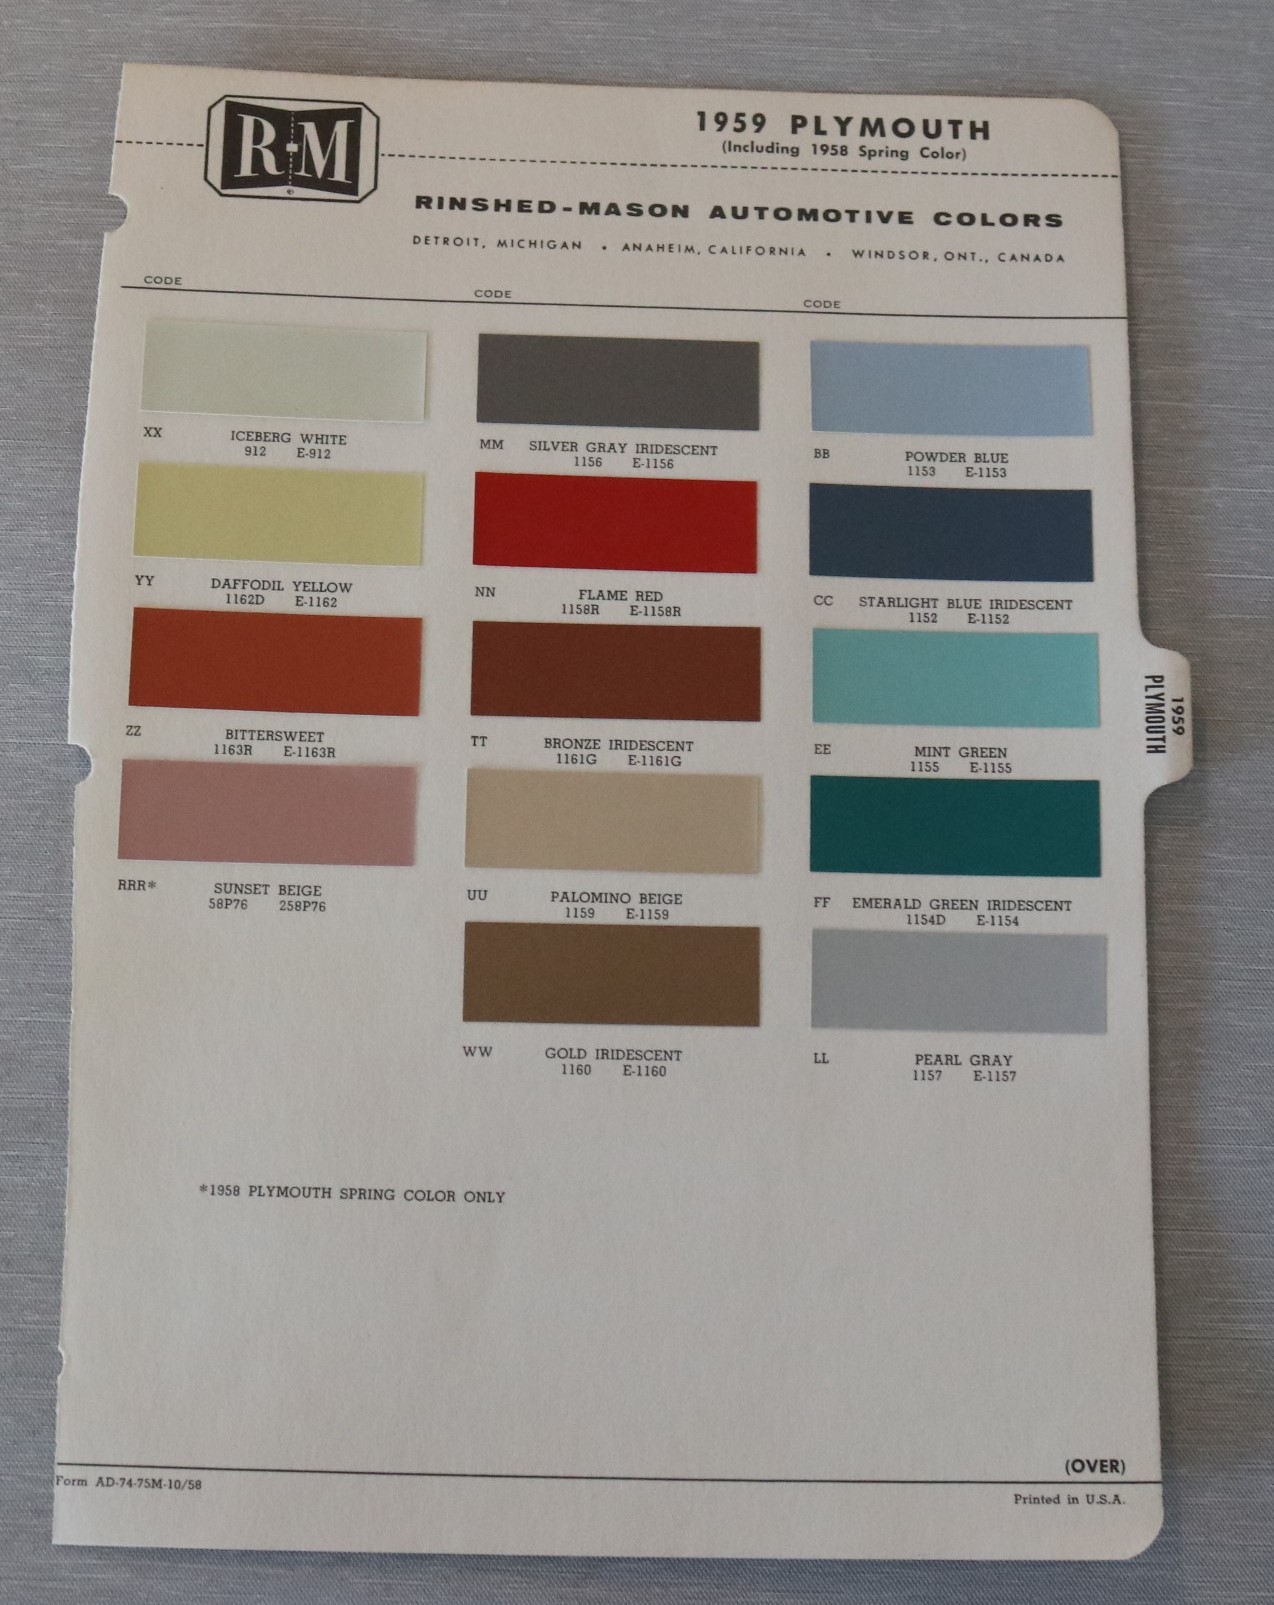 R-M
1959 PLYMOUTH
(Including 1958 Spring Color)
RINSHED-MASON AUTOMOTIVE COLORS
DETROIT, MICHIGAN • ANAHEIM, CALIFORNIA • WINDSOR, ONT., CANADA
CODE CODE CODE
XX ICEBERG WHITE
912 E-912
YY DAFFODIL YELLOW
1162D E-1162
ZZ BITTERSWEET
1163R E-1163R
RRR* SUNSET BEIGE
58P76 258P76
MM SILVER GRAY IRIDESCENT
1156 E-1156
NN FLAME RED
1158R E-1158R
TT BRONZE IRIDESCENT
1161G E-1161G
UU PALOMINO BEIGE
1159 E-1159
WW GOLD IRIDESCENT
1160 E-1160
BB POWDER BLUE
1153 E-1153
CC STARLIGHT BLUE IRIDESCENT
1152 E-1152
EE MINT GREEN
1155 E-1155
FF EMERALD GREEN IRIDESCENT
1154D E-1154
LL PEARL GRAY
1157 E-1157
1959
PLYMOUTH
*1958 PLYMOUTH SPRING COLOR ONLY
(OVER)
Form AD-74-75M-10/58
Printed in U.S.A.